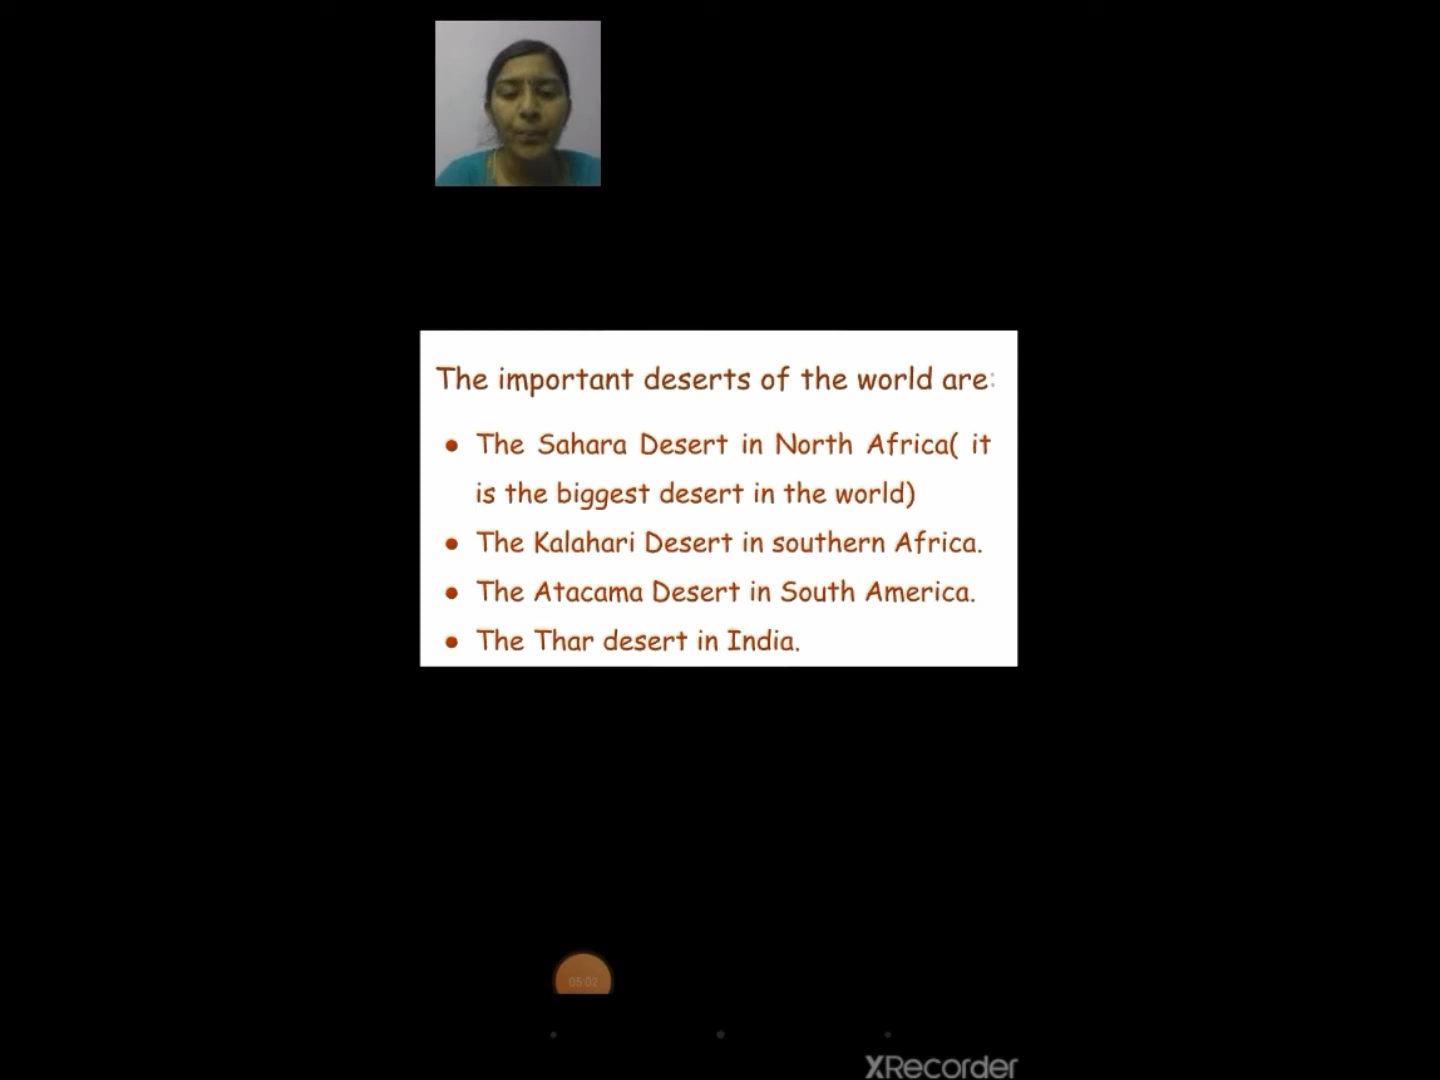 The important deserts of the world are:
• The Sahara Desert in North Africa( it
is the biggest desert in the world)
• The Kalahari Desert in southern Africa.
• The Atacama Desert in South America.
• The Thar desert in India.
05:02
XRecorder